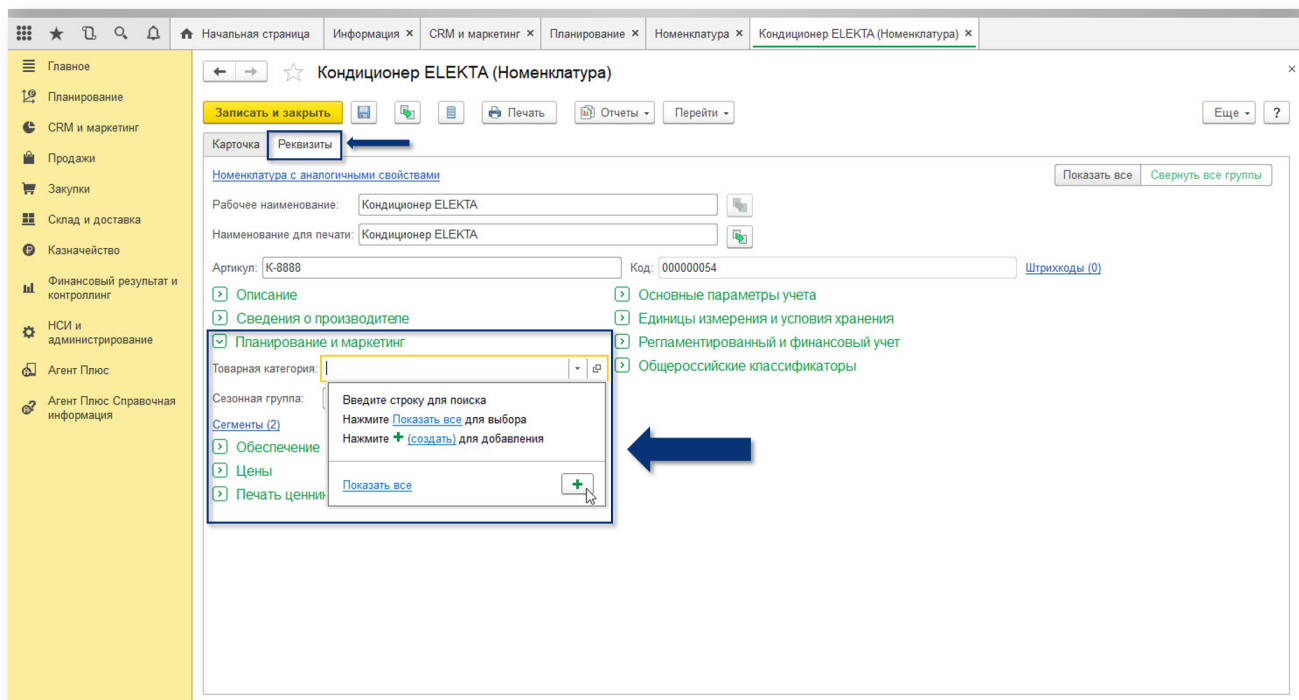 Начальная страница
Информация ×
CRM и маркетинг ×
Планирование ×
Номенклатура ×
Кондиционер ELEKTA (Номенклатура) ×
Главное
Планирование
CRM и маркетинг
Продажи
Закупки
Склад и доставка
Казначейство
Финансовый результат и
контроллинг
НСИ и
администрирование
Агент Плюс
Агент Плюс Справочная
информация
Кондиционер ELEKTA (Номенклатура)
Записать и закрыть
Печать
Отчеты
Перейти
Еще
?
Карточка
Реквизиты
Номенклатура с аналогичными свойствами
Показать все
Свернуть все группы
Рабочее наименование: Кондиционер ELEKTA
Наименование для печати: Кондиционер ELEKTA
Артикул: К-8888
Код: 000000054
Штрихкоды (0)
Описание
Сведения о производителе
Планирование и маркетинг
Товарная категория:
Сезонная группа:
Сегменты (2)
Обеспечение
Цены
Печать ценник
Введите строку для поиска
Нажмите Показать все для выбора
Нажмите + (создать) для добавления
Показать все
Основные параметры учета
Единицы измерения и условия хранения
Регламентированный и финансовый учет
Общероссийские классификаторы